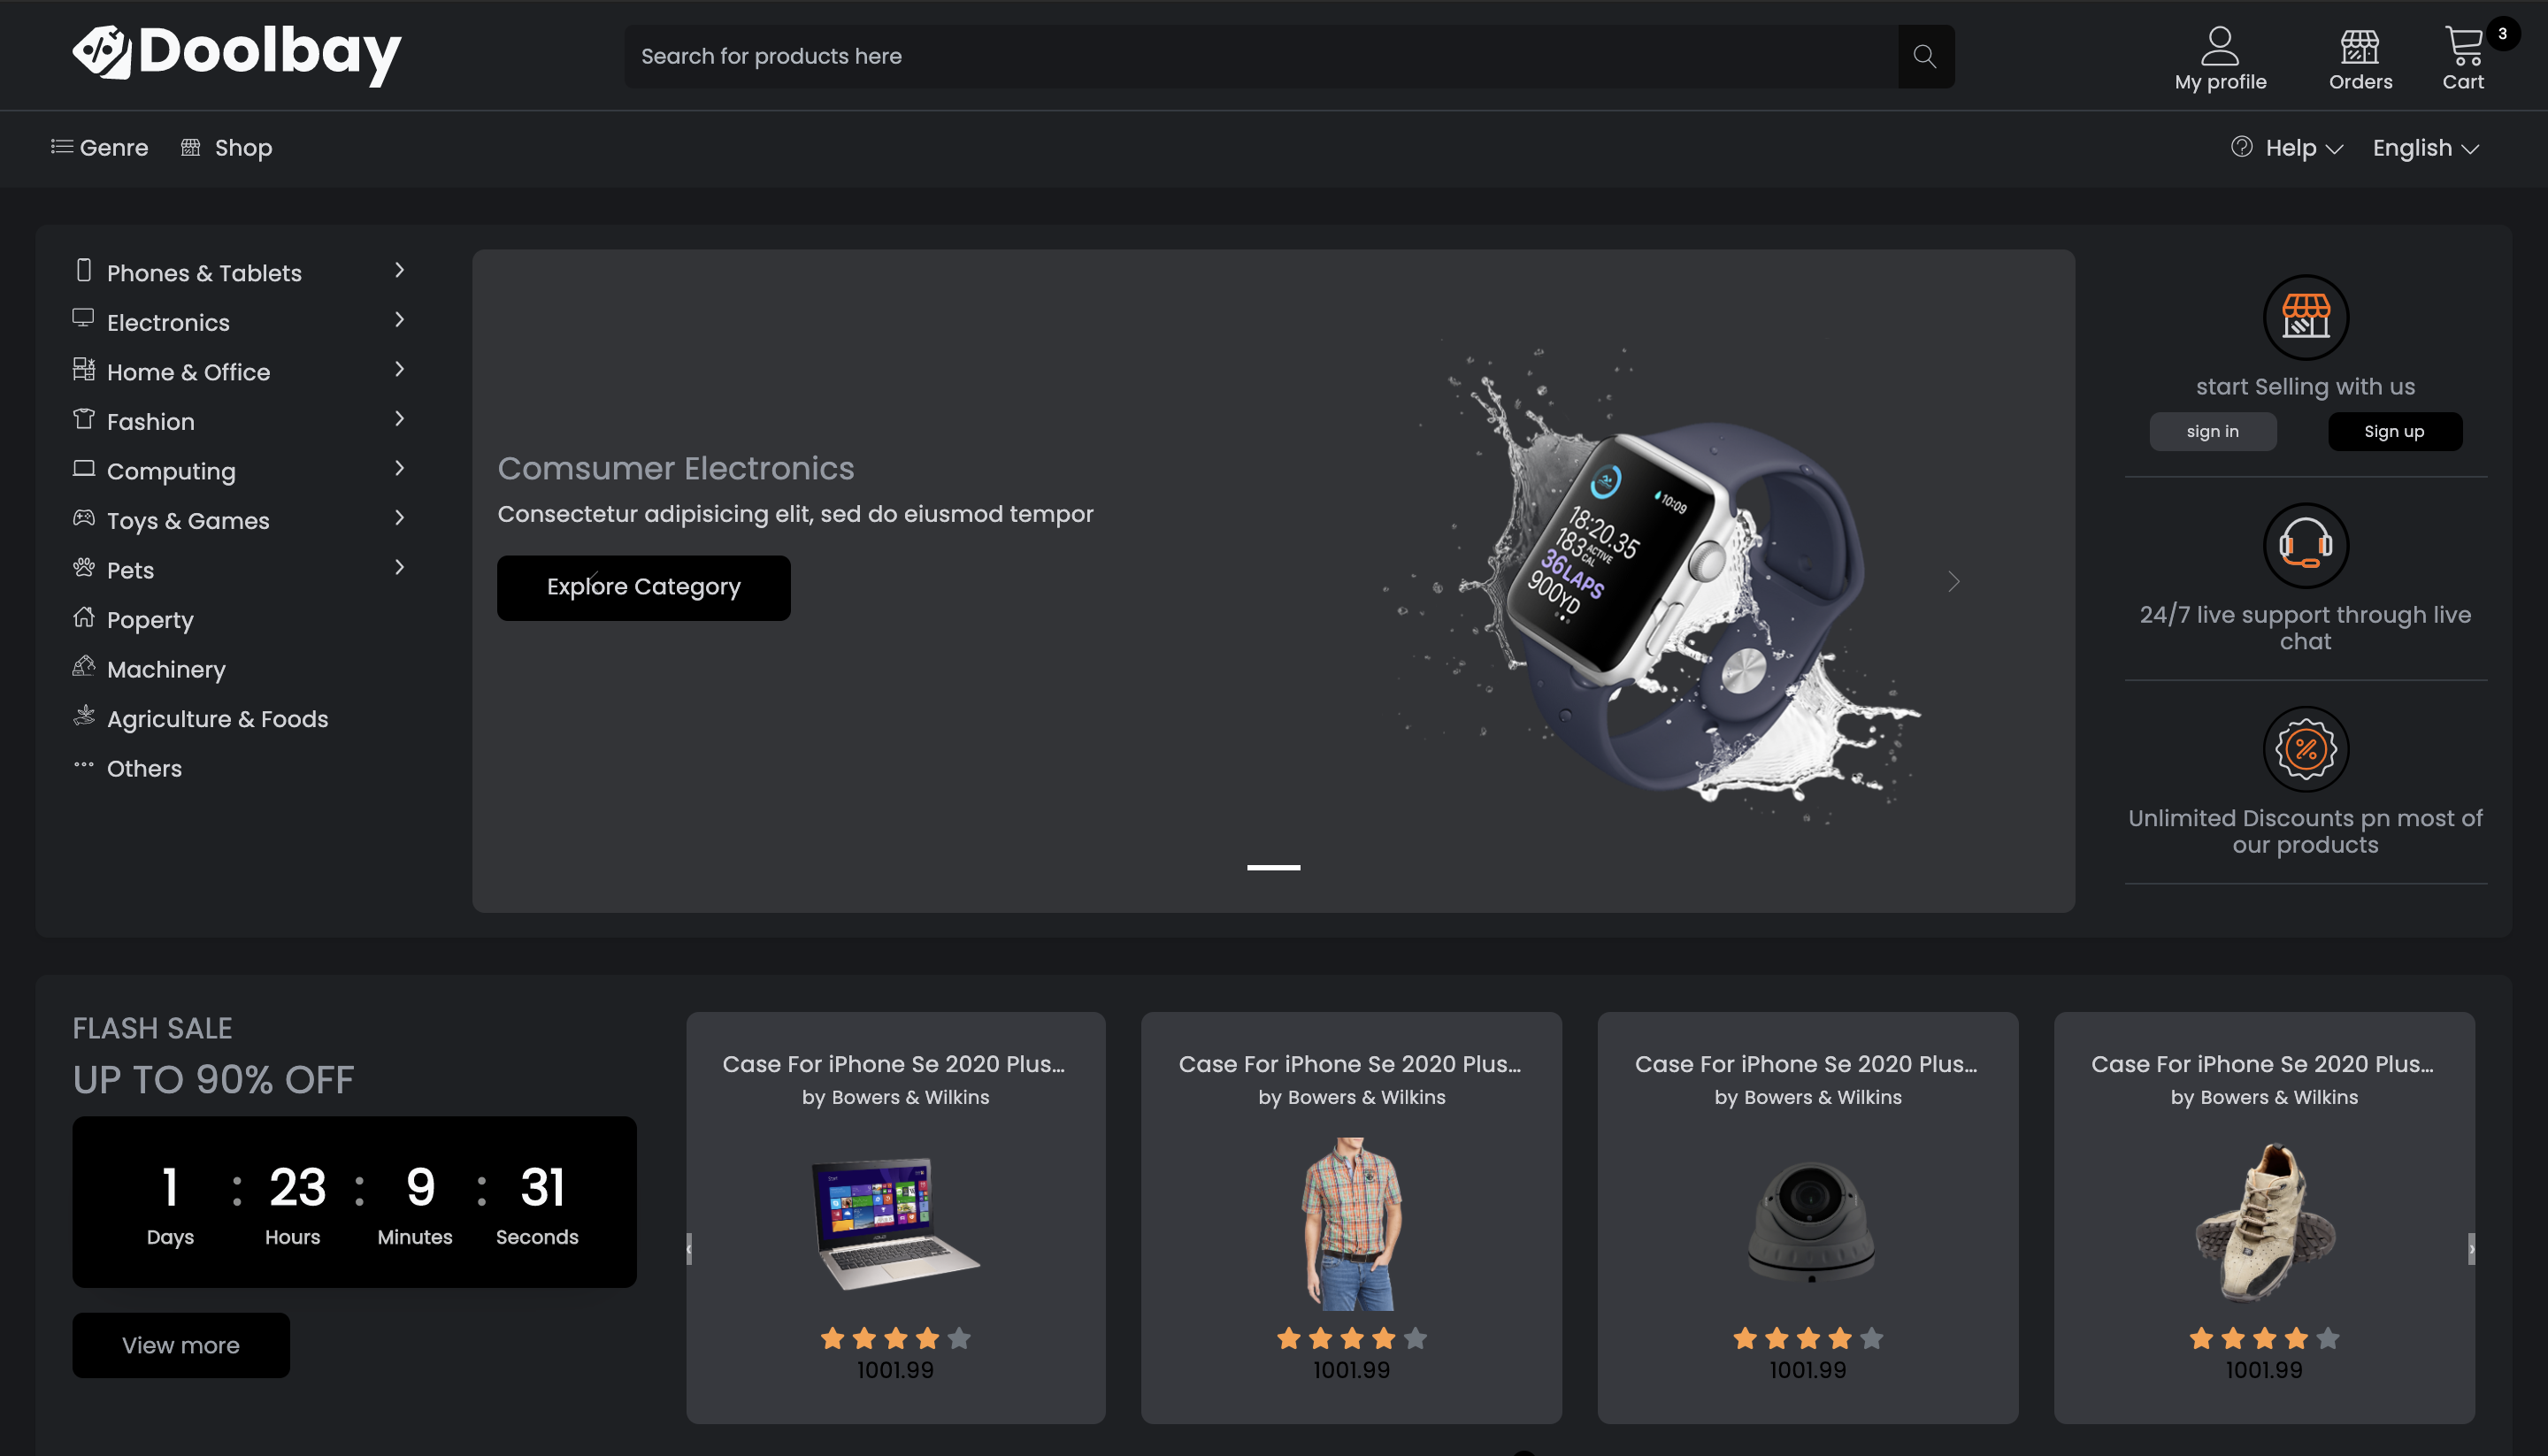 Doolbay
Search for products here
My profile
Orders
3
Cart
Genre
Shop
Help
English
Phones & Tablets
Electronics
Home & Office
Fashion
Computing
Toys & Games
Pets
Poperty
Machinery
Agriculture & Foods
Others
Comsumer Electronics
Consectetur adipisicing elit, sed do eiusmod tempor
Explore Category
10:09
18:20.35
183 ACTIVE CAL
36LAPS
900YD
start Selling with us
sign in
Sign up
24/7 live support through live
chat
Unlimited Discounts pn most of
our products
FLASH SALE
UP TO 90% OFF
1 : 23 : 9 : 31
Days Hours Minutes Seconds
View more
Case For iPhone Se 2020 Plus...
by Bowers & Wilkins
1001.99
Case For iPhone Se 2020 Plus...
by Bowers & Wilkins
1001.99
Case For iPhone Se 2020 Plus...
by Bowers & Wilkins
1001.99
Case For iPhone Se 2020 Plus...
by Bowers & Wilkins
1001.99